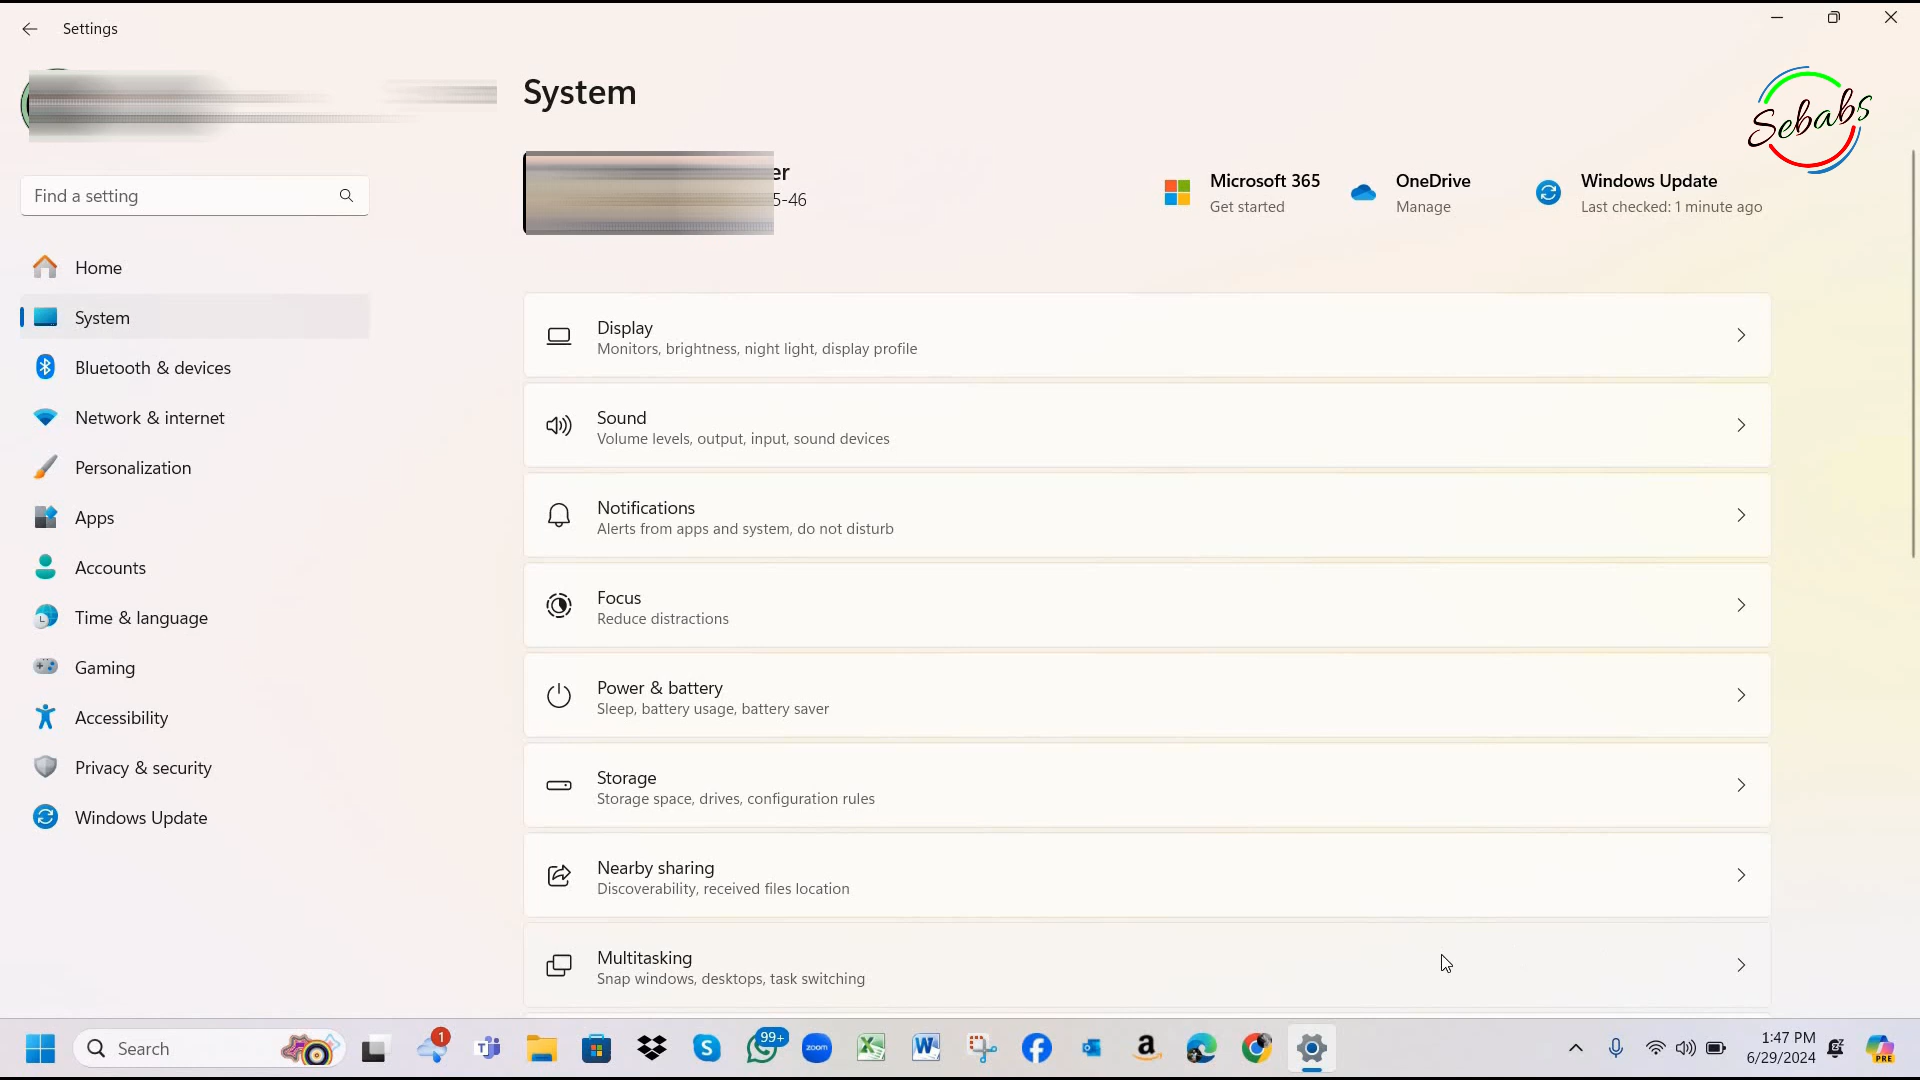 Settings
System
er
5-46
Microsoft 365
Get started
OneDrive
Manage
Windows Update
Last checked: 1 minute ago
Sebabs
Find a setting
Home
System
Bluetooth & devices
Network & internet
Personalization
Apps
Accounts
Time & language
Gaming
Accessibility
Privacy & security
Windows Update
Display
Monitors, brightness, night light, display profile
Sound
Volume levels, output, input, sound devices
Notifications
Alerts from apps and system, do not disturb
Focus
Reduce distractions
Power & battery
Sleep, battery usage, battery saver
Storage
Storage space, drives, configuration rules
Nearby sharing
Discoverability, received files location
Multitasking
Snap windows, desktops, task switching
Search
1
99+
zoom
1:47 PM
6/29/2024
PRE